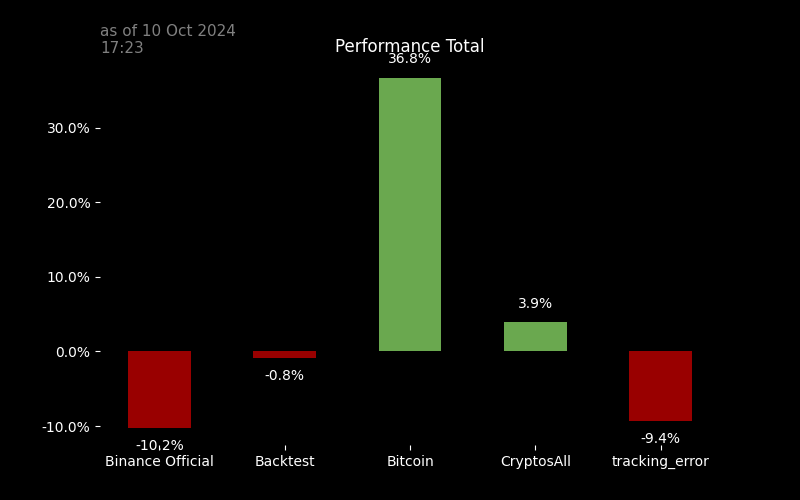 as of 10 Oct 2024
17:23
Performance Total
36.8%
30.0%
20.0%
10.0%
3.9%
0.0%
-0.8%
-10.0%
-10.2%
-9.4%
Binance Official
Backtest
Bitcoin
CryptosAll
tracking_error